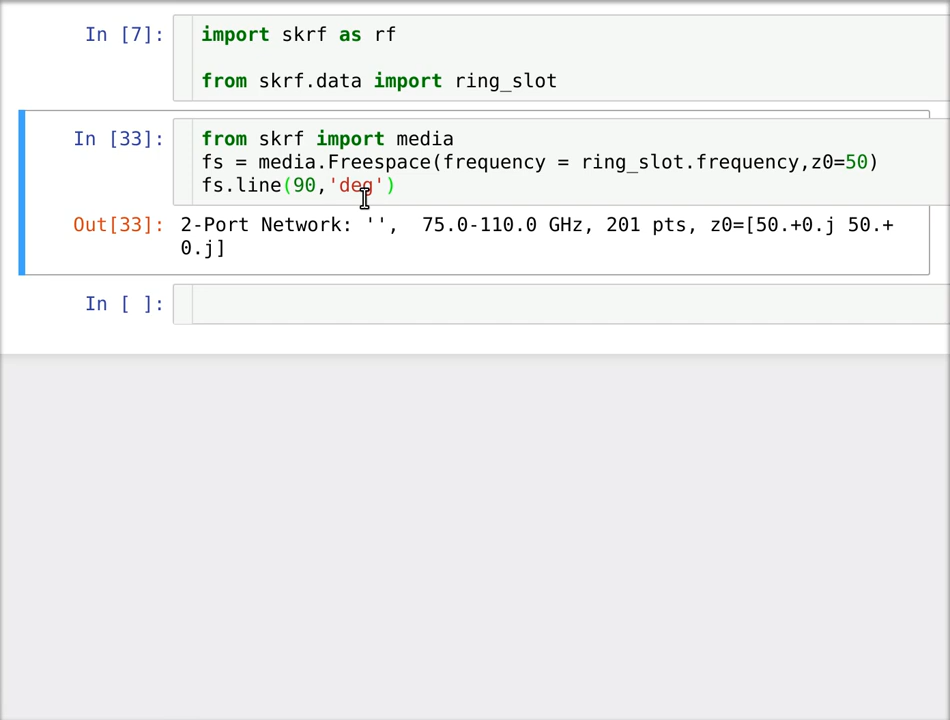 In [7]: import skrf as rf
from skrf.data import ring_slot
In [33]: from skrf import media
fs = media.Freespace(frequency = ring_slot.frequency,z0=50)
fs.line(90,'deg')
Out[33]: 2-Port Network: '',  75.0-110.0 GHz, 201 pts, z0=[50.+0.j 50.+
0.j]
In [ ]: